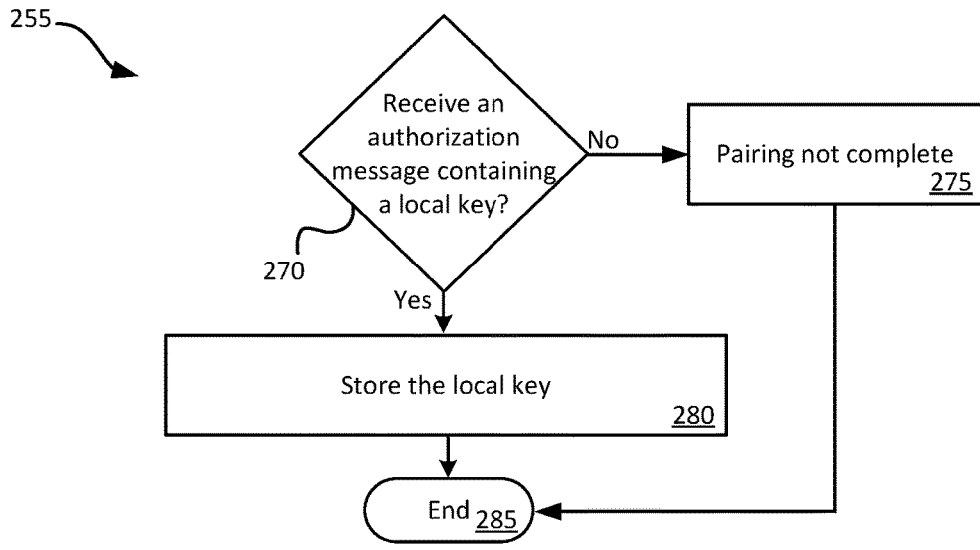 255
Receive an
authorization
message containing
a local key?
No
Pairing not complete
275
270
Yes
Store the local key
280
End
285